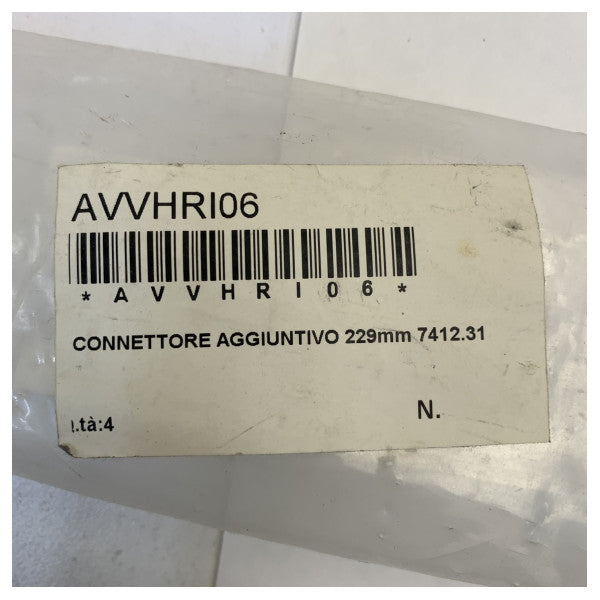 AVVHRI06
*AVVHRI06*
CONNETTORE AGGIUNTIVO 229mm 7412.31
.tà:4
N.